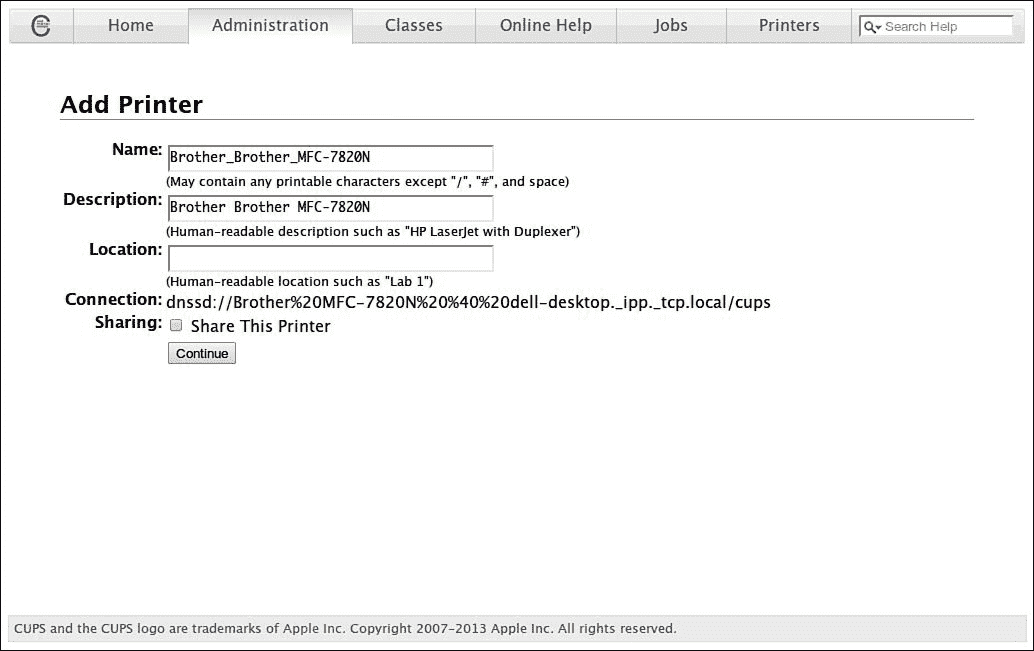 Home Administration Classes Online Help Jobs Printers Search Help
Add Printer
Name: Brother_Brother_MFC-7820N
(May contain any printable characters except "/", "#", and space)
Description: Brother Brother MFC-7820N
(Human-readable description such as "HP LaserJet with Duplexer")
Location:
(Human-readable location such as "Lab 1")
Connection: dnssd://Brother%20MFC-7820N%20%40%20dell-desktop._ipp._tcp.local/cups
Sharing: Share This Printer
Continue
CUPS and the CUPS logo are trademarks of Apple Inc. Copyright 2007-2013 Apple Inc. All rights reserved.